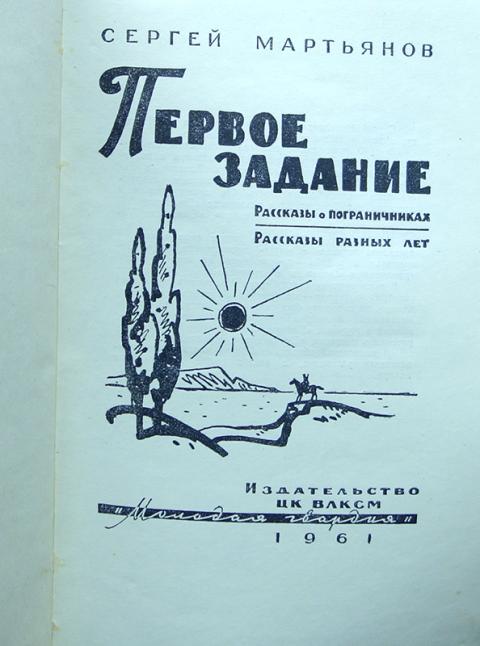 СЕРГЕЙ МАРТЬЯНОВ
ПЕРВОЕ
ЗАДАНИЕ
РАССКАЗЫ О ПОГРАНИЧНИКАХ
РАССКАЗЫ РАЗНЫХ ЛЕТ
ИЗДАТЕЛЬСТВО
ЦК ВЛКСМ
"Молодая гвардия"
1961